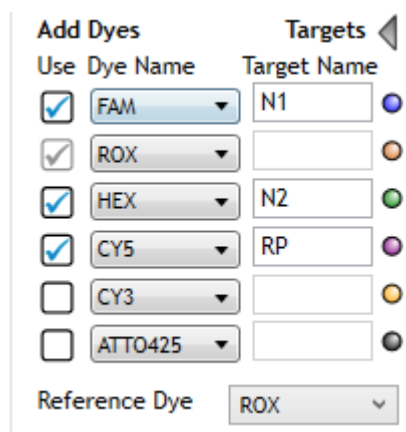 Add Dyes Targets
Use Dye Name Target Name
FAM N1
ROX
HEX N2
CY5 RP
CY3
ATTO425
Reference Dye ROX